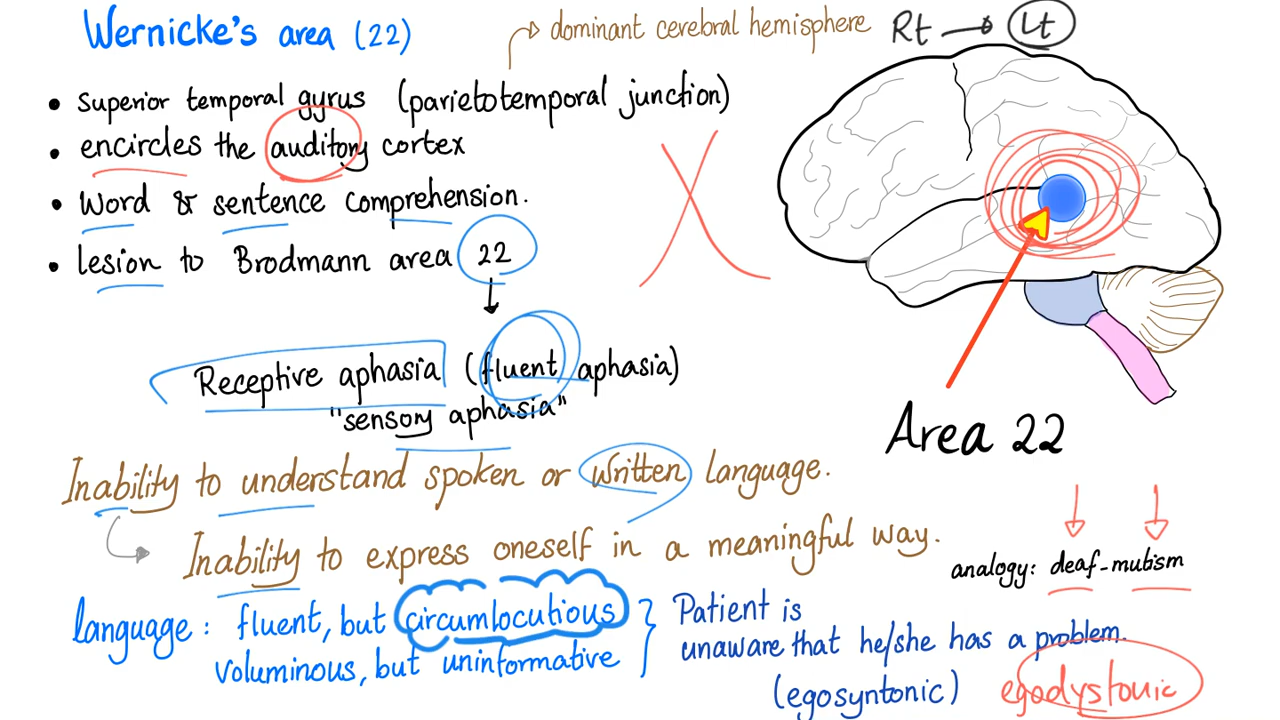 Wernicke's area (22)
dominant cerebral hemisphere
Rt → Lt
• superior temporal gyrus (parietotemporal junction)
• encircles the auditory cortex
• Word & sentence comprehension.
• lesion to Brodmann area 22
Receptive aphasia (fluent aphasia)
"sensory aphasia"
Area 22
Inability to understand spoken or written language.
Inability to express oneself in a meaningful way.
analogy: deaf-mutism
language: fluent, but circumlocutious
voluminous, but uninformative
Patient is
unaware that he/she has a problem.
(egosyntonic)
egodystonic